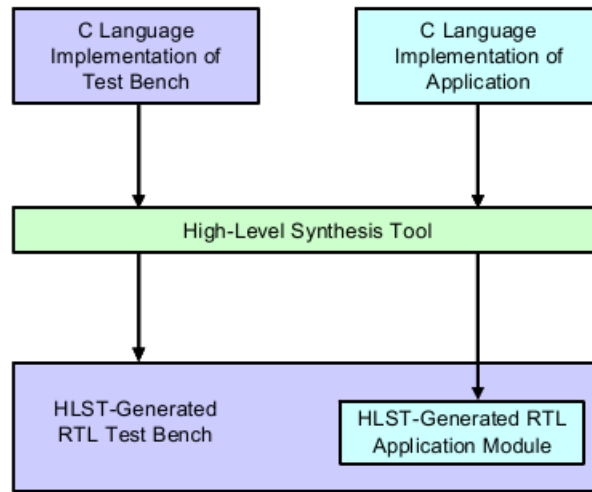 C Language
Implementation of
Test Bench
C Language
Implementation of
Application
High-Level Synthesis Tool
HLST-Generated
RTL Test Bench
HLST-Generated RTL
Application Module